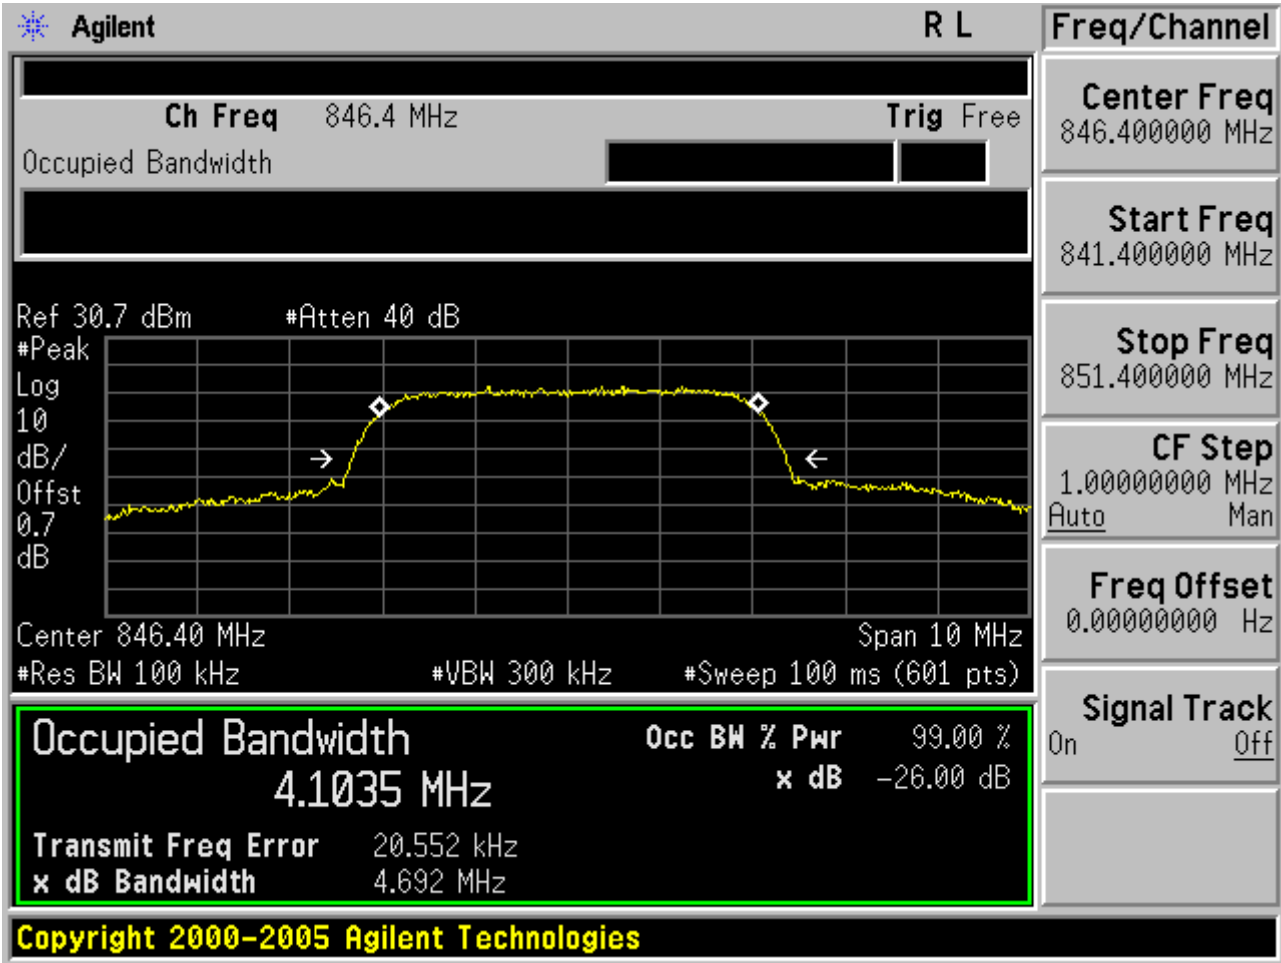 Agilent
R L
Freq/Channel
Ch Freq 846.4 MHz
Trig Free
Occupied Bandwidth
Center Freq
846.400000 MHz
Start Freq
841.400000 MHz
Stop Freq
851.400000 MHz
CF Step
1.00000000 MHz
Auto Man
Freq Offset
0.00000000 Hz
Signal Track
On Off
Ref 30.7 dBm #Atten 40 dB
#Peak
Log
10
dB/
Offst
0.7
dB
Center 846.40 MHz Span 10 MHz
#Res BW 100 kHz #VBW 300 kHz #Sweep 100 ms (601 pts)
Occupied Bandwidth
4.1035 MHz
Occ BW % Pwr 99.00 %
x dB -26.00 dB
Transmit Freq Error 20.552 kHz
x dB Bandwidth 4.692 MHz
Copyright 2000-2005 Agilent Technologies